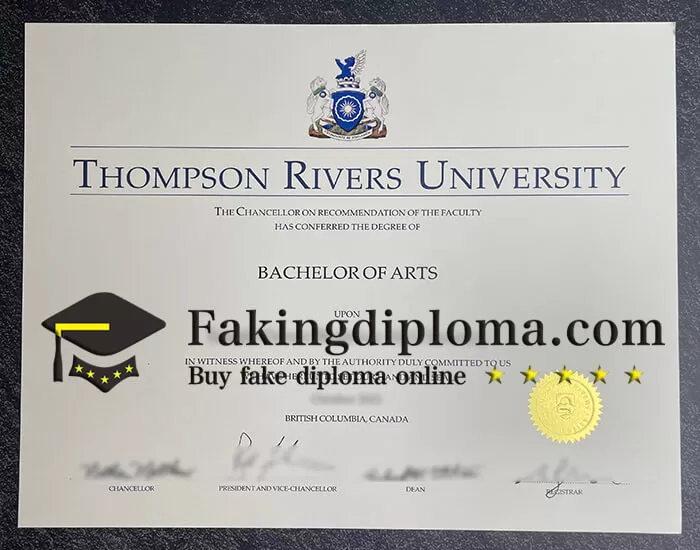 THOMPSON RIVERS UNIVERSITY
THE CHANCELLOR ON RECOMMENDATION OF THE FACULTY
HAS CONFERRED THE DEGREE OF
BACHELOR OF ARTS
UPON
Fakingdiploma.com
IN WITNESS WHEREOF AND BY THE AUTHORITY DULY COMMITTED TO US
Buy fake diploma online
BRITISH COLUMBIA, CANADA
CHANCELLOR
PRESIDENT AND VICE-CHANCELLOR
DEAN
REGISTRAR